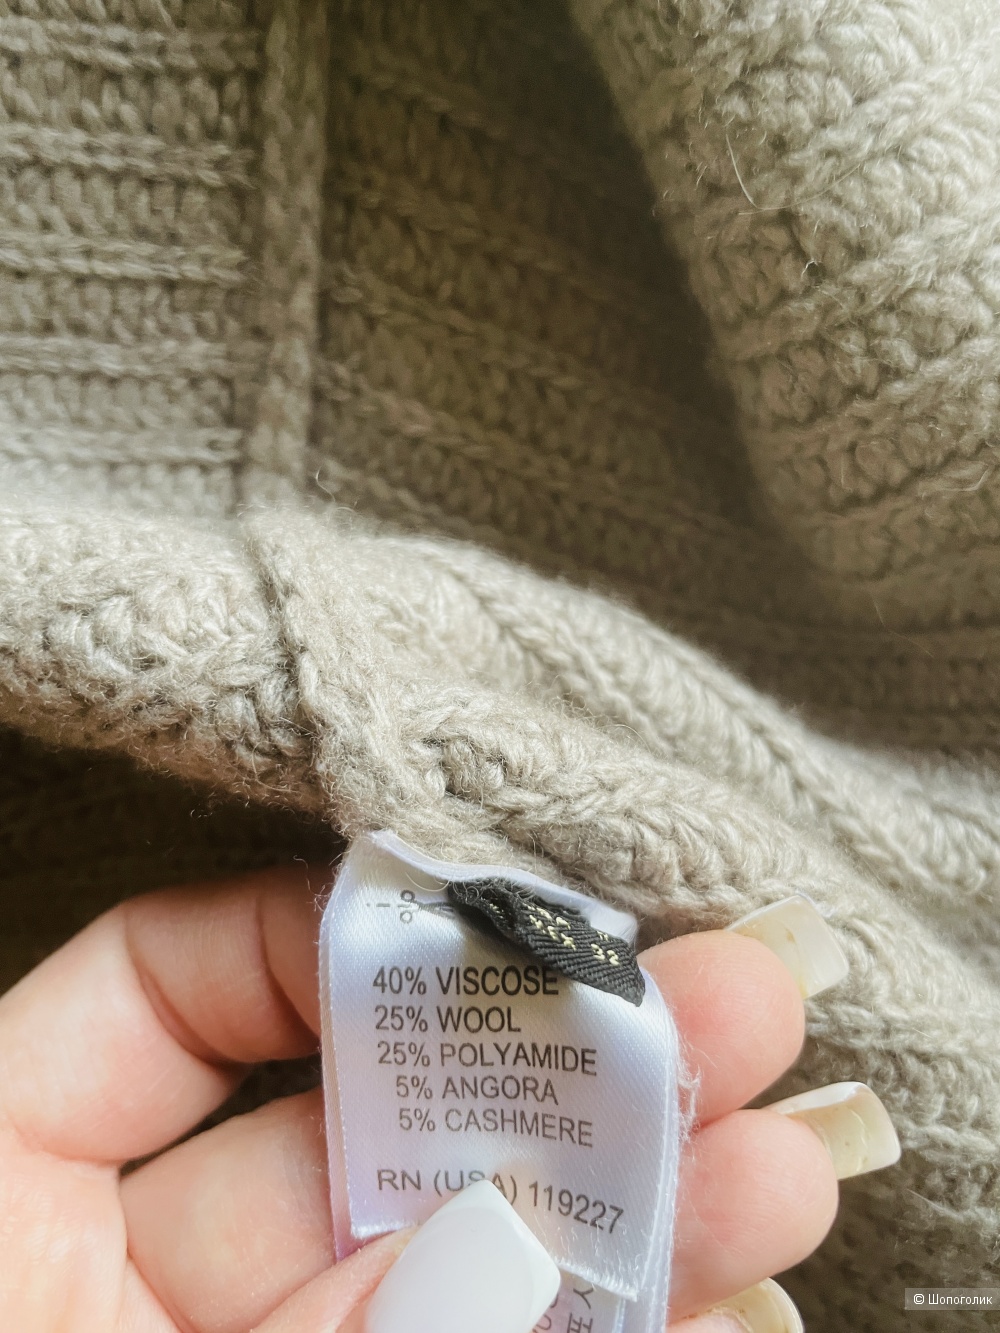 40% VISCOSE
25% WOOL
25% POLYAMIDE
5% ANGORA
5% CASHMERE
RN (USA) 119227
© Шопоголик